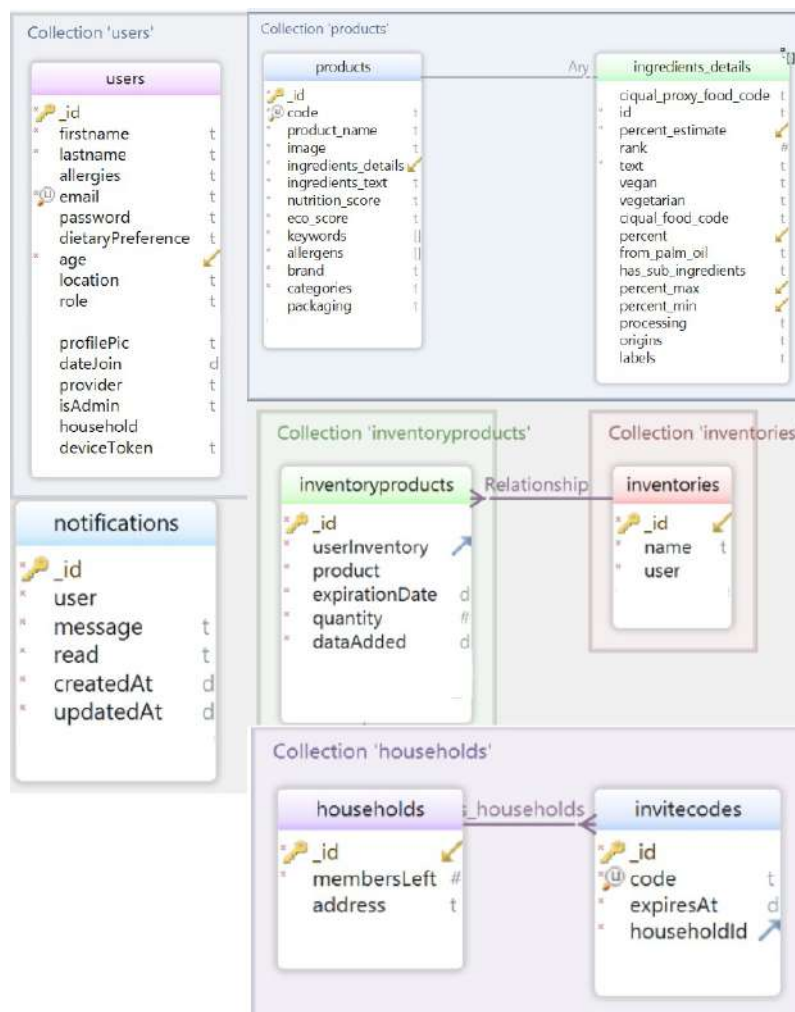 Collection 'users'
users
_id
firstname t
lastname t
allergies t
email t
password t
dietaryPreference t
age
location t
role t
profilePic t
dateJoin d
provider t
isAdmin t
household
deviceToken t
Collection 'products'
products
_id
code t
product_name t
image t
ingredients_details
ingredients_text t
nutrition_score t
eco_score t
keywords []
allergens []
brand t
categories t
packaging t
Ary
ingredients_details
ciqual_proxy_food_code t
id t
percent_estimate
rank #
text t
vegan t
vegetarian t
ciqual_food_code t
percent
from_palm_oil t
has_sub_ingredients t
percent_max
percent_min
processing t
origins t
labels t
notifications
_id
user
message t
read t
createdAt d
updatedAt d
Collection 'inventoryproducts'
inventoryproducts
_id
userInventory
product
expirationDate d
quantity #
dataAdded d
Relationship
Collection 'inventories
inventories
_id
name t
user
Collection 'households'
households
_id
membersLeft #
address t
s_households
invitecodes
_id
code t
expiresAt d
householdId